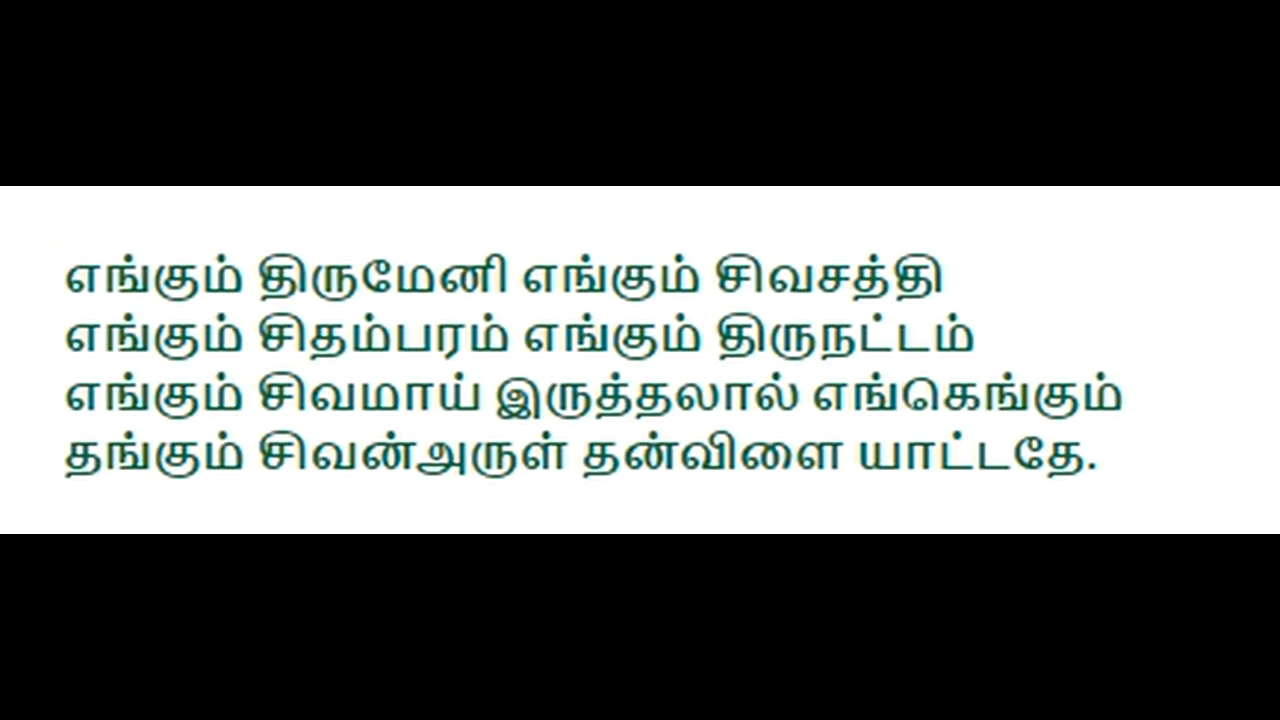 எங்கும் திருமேனி எங்கும் சிவசத்தி
எங்கும் சிதம்பரம் எங்கும் திருநட்டம்
எங்கும் சிவமாய் இருத்தலால் எங்கெங்கும்
தங்கும் சிவன்அருள் தன்விளை யாட்டதே.